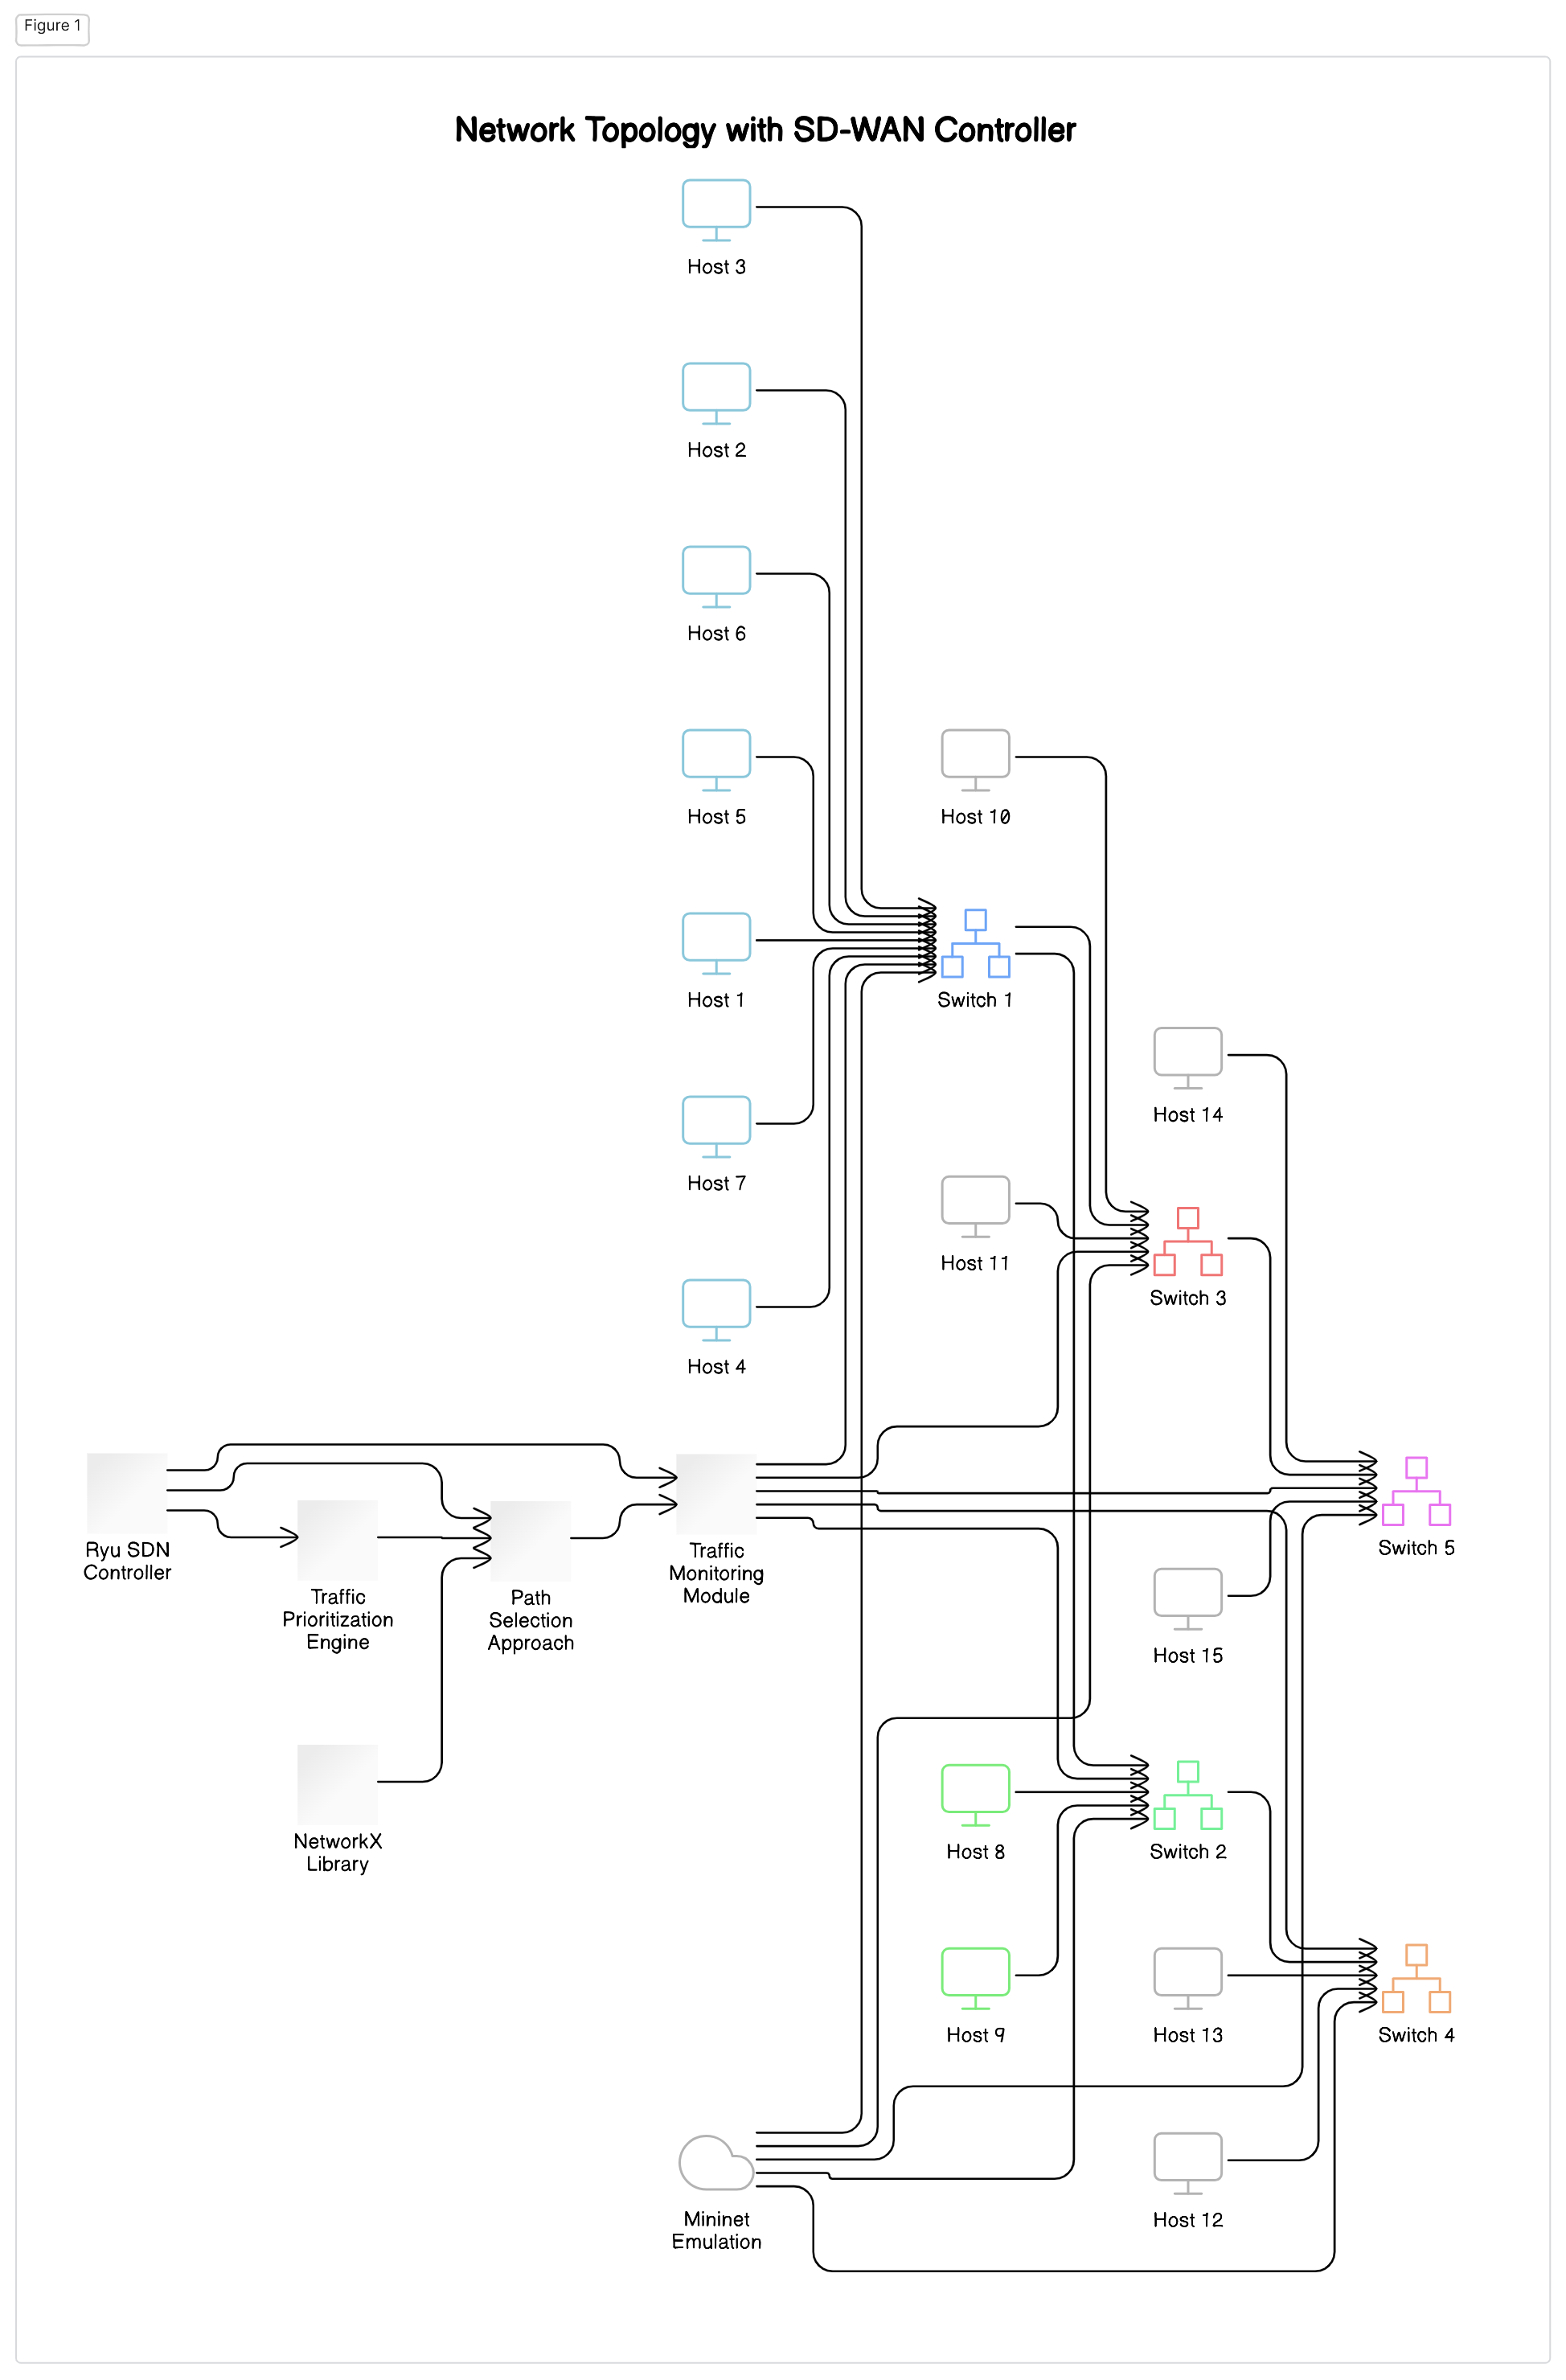 Figure 1
Network Topology with SD-WAN Controller
Host 3
Host 2
Host 6
Host 5
Host 10
Host 1
Switch 1
Host 14
Host 7
Host 11
Switch 3
Host 4
Ryu SDN
Controller
Traffic
Prioritization
Engine
Path
Selection
Approach
Traffic
Monitoring
Module
Switch 5
Host 15
NetworkX
Library
Host 8
Switch 2
Host 9
Host 13
Switch 4
Mininet
Emulation
Host 12